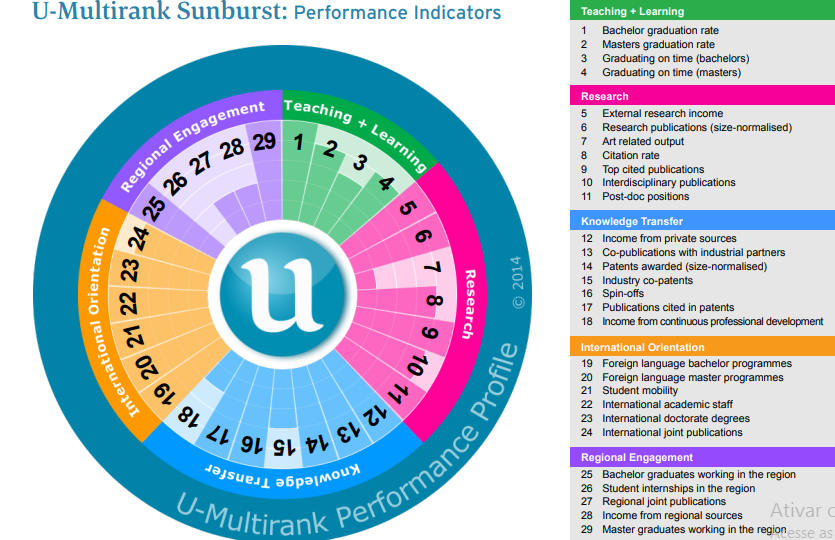 U-Multirank Sunburst: Performance Indicators
Teaching + Learning
1 Bachelor graduation rate
2 Masters graduation rate
3 Graduating on time (bachelors)
4 Graduating on time (masters)
Research
5 External research income
6 Research publications (size-normalised)
7 Art related output
8 Citation rate
9 Top cited publications
10 Interdisciplinary publications
11 Post-doc positions
Knowledge Transfer
12 Income from private sources
13 Co-publications with industrial partners
14 Patents awarded (size-normalised)
15 Industry co-patents
16 Spin-offs
17 Publications cited in patents
18 Income from continuous professional development
International Orientation
19 Foreign language bachelor programmes
20 Foreign language master programmes
21 Student mobility
22 International academic staff
23 International doctorate degrees
24 International joint publications
Regional Engagement
25 Bachelor graduates working in the region
26 Student internships in the region
27 Regional joint publications
28 Income from regional sources
29 Master graduates working in the region
Teaching + Learning
1
2
3
4
Research
5
6
7
8
9
10
11
Knowledge Transfer
12
13
14
15
16
17
18
International Orientation
19
20
21
22
23
24
Regional Engagement
25
26
27
28
29
u
© 2014
U-Multirank Performance Profile
Ativar
Acesse as